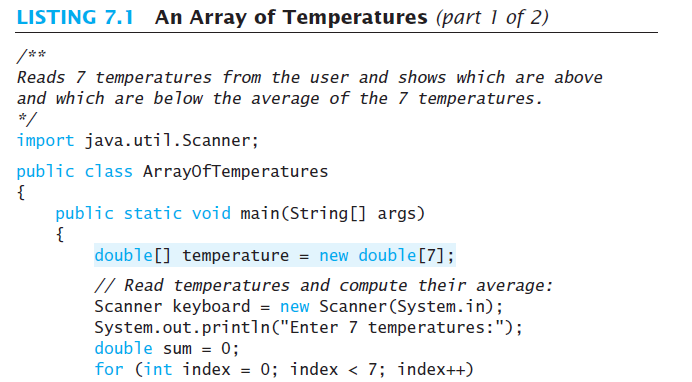 LISTING 7.1 An Array of Temperatures (part 1 of 2)
/**
Reads 7 temperatures from the user and shows which are above
and which are below the average of the 7 temperatures.
*/
import java.util.Scanner;
public class ArrayOfTemperatures
{
    public static void main(String[] args)
    {
        double[] temperature = new double[7];
        // Read temperatures and compute their average:
        Scanner keyboard = new Scanner(System.in);
        System.out.println("Enter 7 temperatures:");
        double sum = 0;
        for (int index = 0; index < 7; index++)